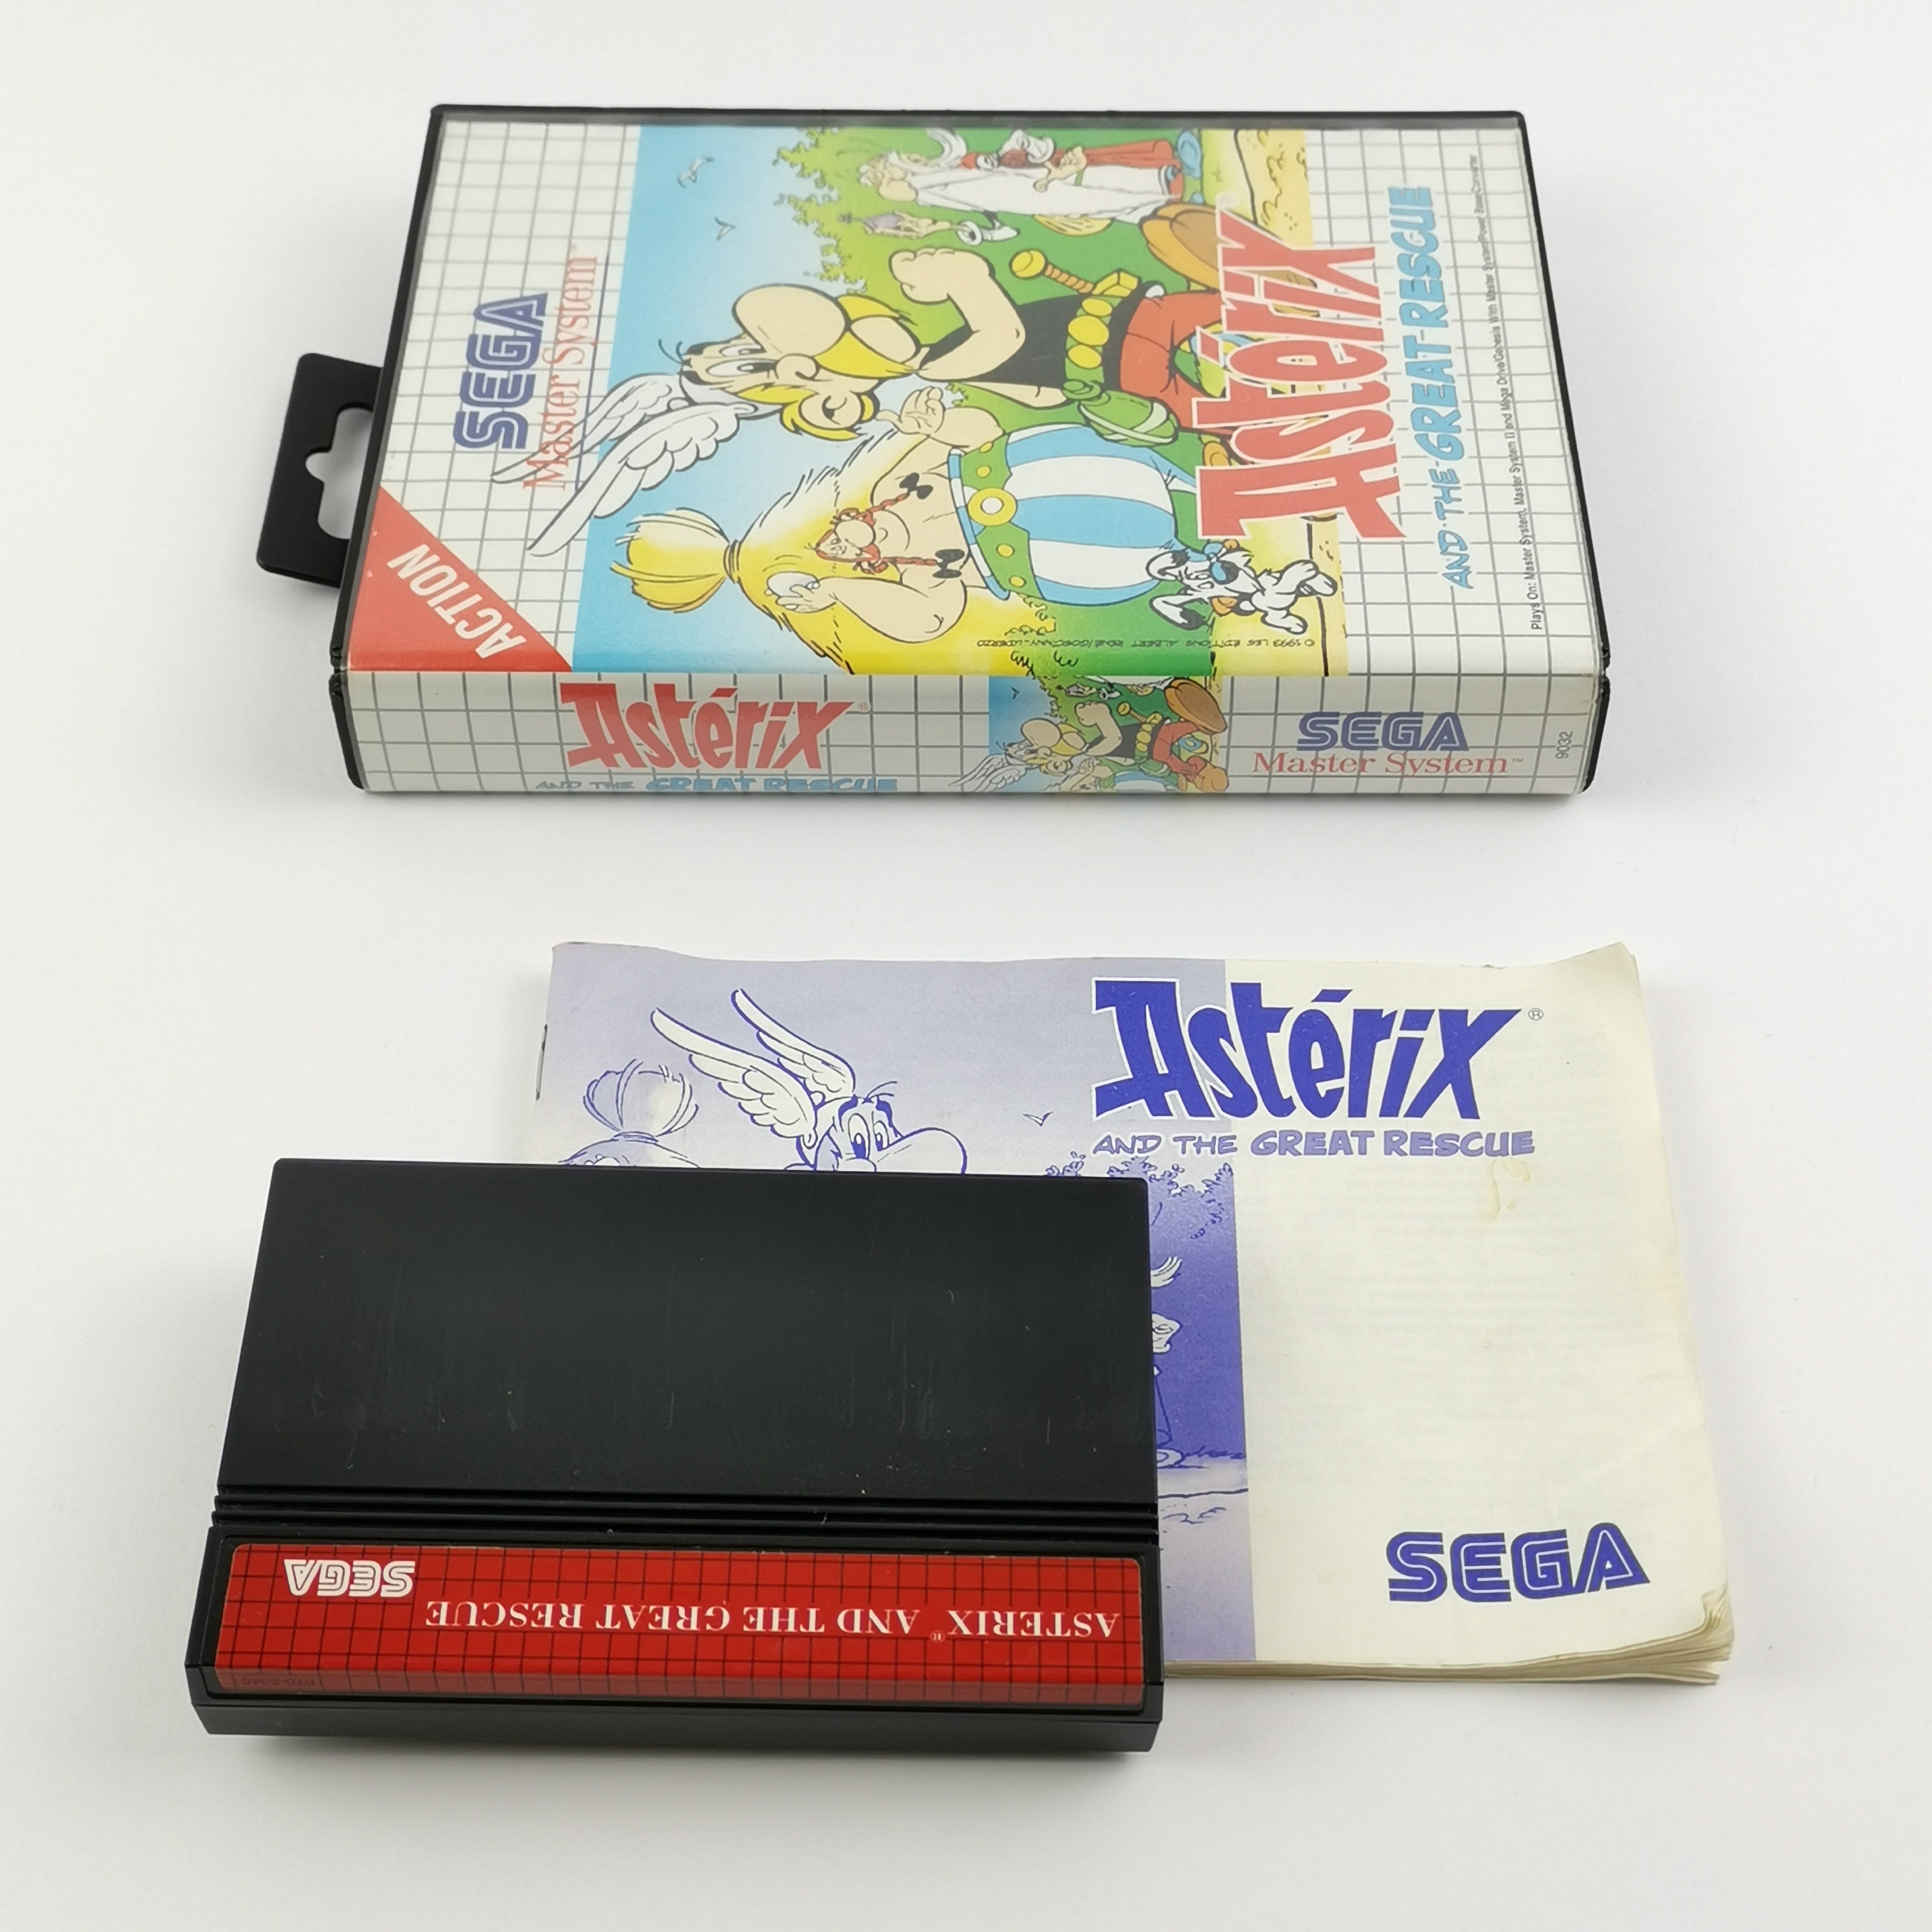 ACTION
SEGA
Master System™
Astérix®
AND THE GREAT RESCUE
Plays On: Master System, Master System II and Mega Drive/Genesis With Master System/Power Base Converter
© 1993 LES EDITIONS ALBERT RENE/GOSCINNY-UDERZO
Astérix®
AND THE GREAT RESCUE
SEGA
Master System™
9032
Astérix®
AND THE GREAT RESCUE
SEGA
SEGA
ASTERIX® AND THE GREAT RESCUE